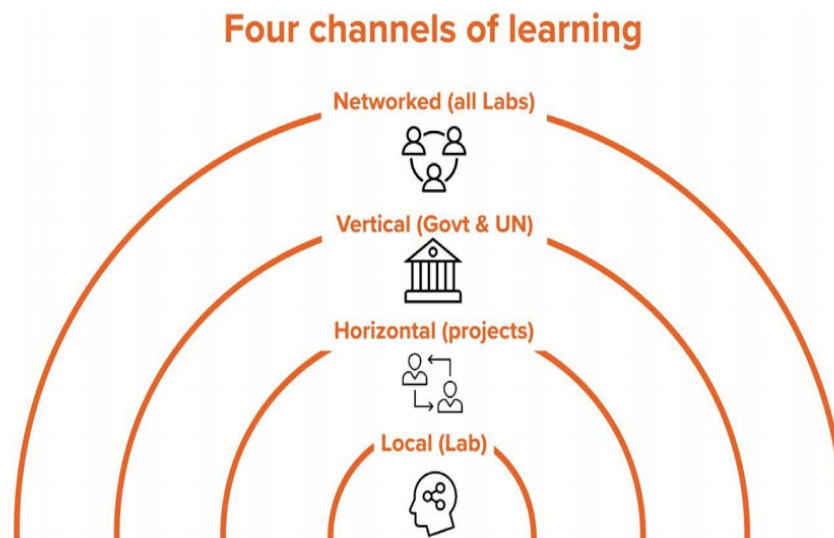 Four channels of learning
Networked (all Labs)
Vertical (Govt & UN)
Horizontal (projects)
Local (Lab)